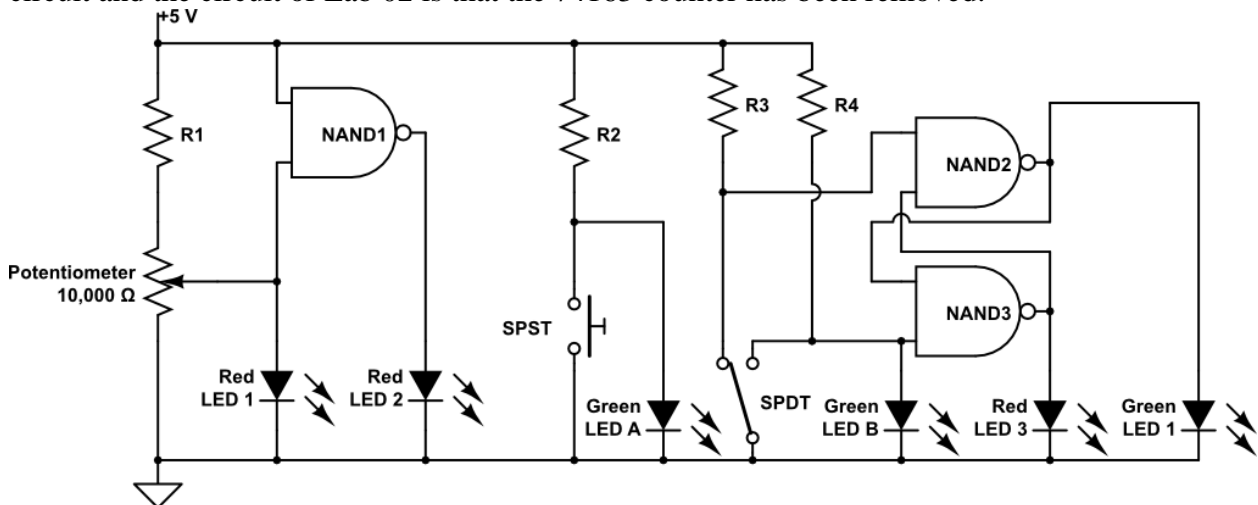 circuit and the circuit of Lab 02 is that the 74163 counter has been removed.
+5 V
R1
NAND1
R2
R3
R4
NAND2
Potentiometer
10,000 Ω
NAND3
SPST
Red
LED 1
Red
LED 2
Green
LED A
SPDT
Green
LED B
Red
LED 3
Green
LED 1